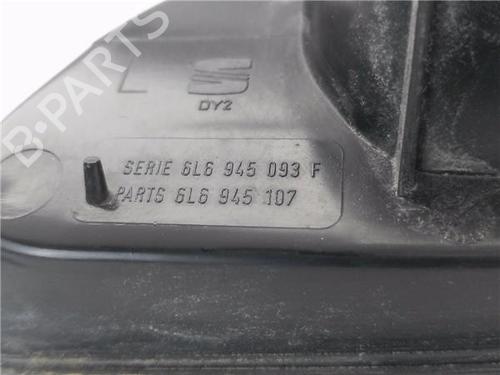 L
DY2
SERIE 6L6 945 093 F
PARTS 6L6 945 107
B-PARTS